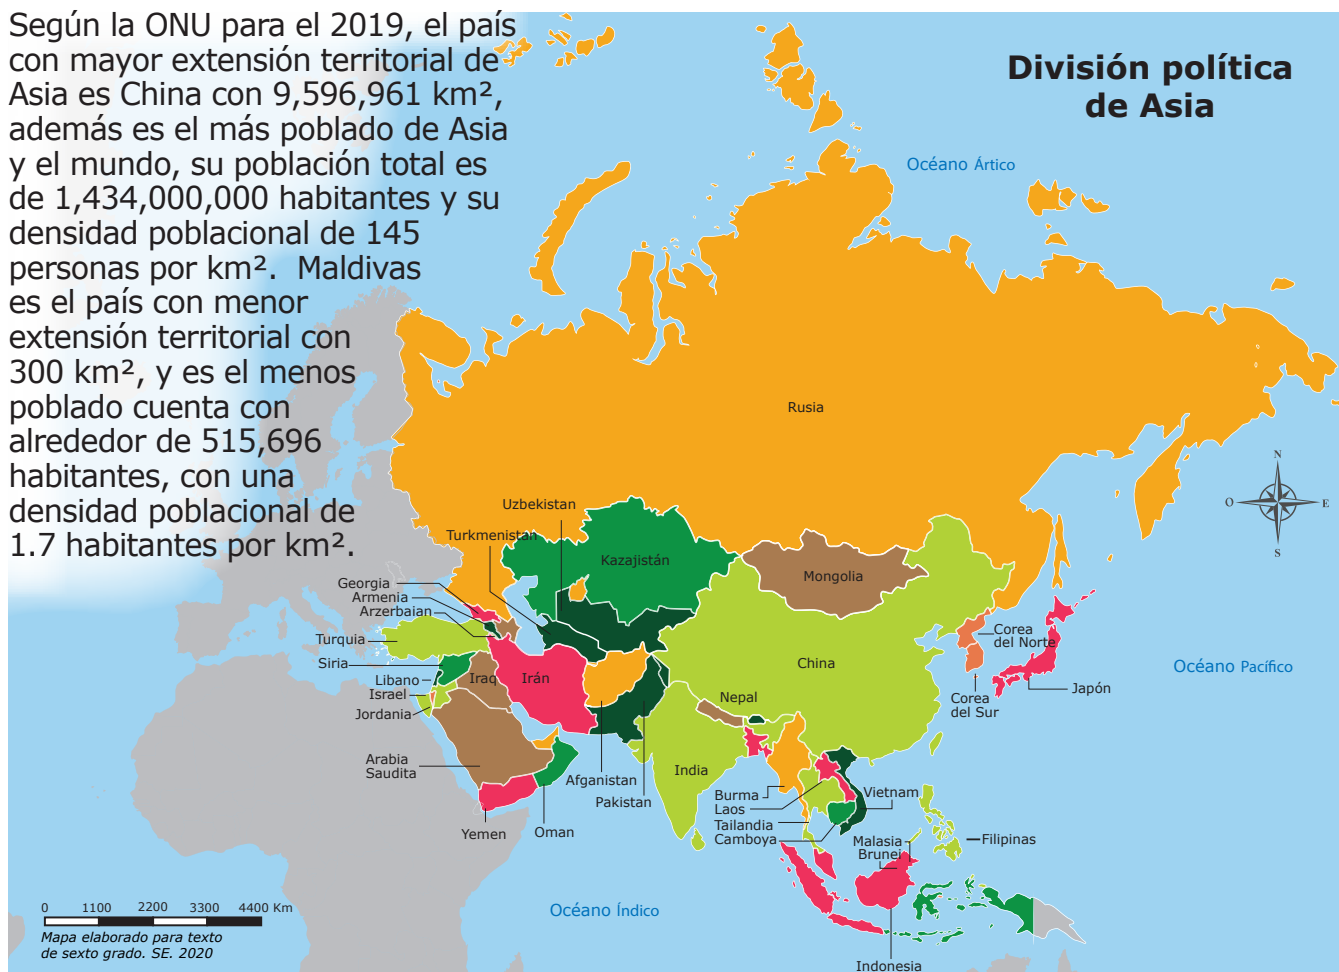 Según la ONU para el 2019, el país
con mayor extensión territorial de
Asia es China con 9,596,961 km²,
además es el más poblado de Asia
y el mundo, su población total es
de 1,434,000,000 habitantes y su
densidad poblacional de 145
personas por km².  Maldivas
es el país con menor
extensión territorial con
300 km², y es el menos
poblado cuenta con
alrededor de 515,696
habitantes, con una
densidad poblacional de
1.7 habitantes por km².
División política
de Asia
Océano Ártico
Rusia
N
O
E
S
Uzbekistan
Turkmenistan
Kazajistán
Mongolia
Georgia
Armenia
Arzerbaian
Turquia
Siria
Libano
Israel
Jordania
Iraq
Irán
China
Nepal
Corea
del Norte
Corea
del Sur
Japón
Océano Pacífico
Arabia
Saudita
Afganistan
Pakistan
India
Yemen
Oman
Burma
Laos
Tailandia
Camboya
Vietnam
Malasia
Brunei
Filipinas
Océano Índico
Indonesia
0 1100 2200 3300 4400 Km
Mapa elaborado para texto
de sexto grado. SE. 2020